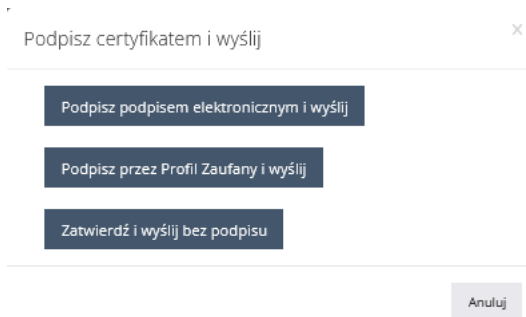 Podpisz certyfikatem i wyślij
×
Podpisz podpisem elektronicznym i wyślij
Podpisz przez Profil Zaufany i wyślij
Zatwierdź i wyślij bez podpisu
Anuluj